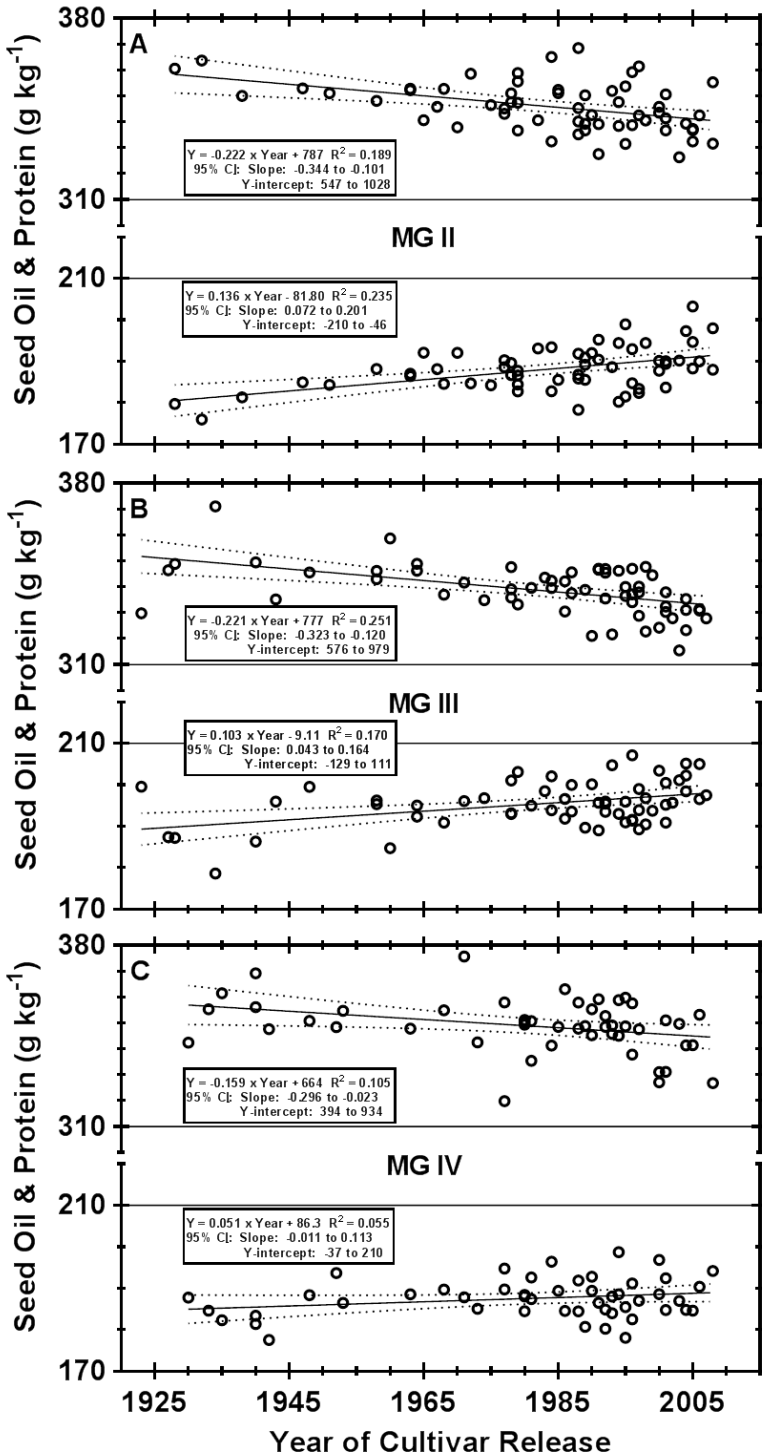 380
A
Y = -0.222 x Year + 787 R² = 0.189
95% CJ: Slope: -0.344 to -0.101
Y-intercept: 547 to 1028
310
Seed Oil & Protein (g kg⁻¹)
MG II
210
Y = 0.136 x Year - 81.80 R² = 0.235
95% CJ: Slope: 0.072 to 0.201
Y-intercept: -210 to -46
170
380
B
Y = -0.221 x Year + 777 R² = 0.251
95% CJ: Slope: -0.323 to -0.120
Y-intercept: 576 to 979
310
Seed Oil & Protein (g kg⁻¹)
MG III
210
Y = 0.103 x Year - 9.11 R² = 0.170
95% CJ: Slope: 0.043 to 0.164
Y-intercept: -129 to 111
170
380
C
Y = -0.159 x Year + 664 R² = 0.105
95% CJ: Slope: -0.296 to -0.023
Y-intercept: 394 to 934
310
Seed Oil & Protein (g kg⁻¹)
MG IV
210
Y = 0.051 x Year + 86.3 R² = 0.055
95% CJ: Slope: -0.011 to 0.113
Y-intercept: -37 to 210
170
1925 1945 1965 1985 2005
Year of Cultivar Release